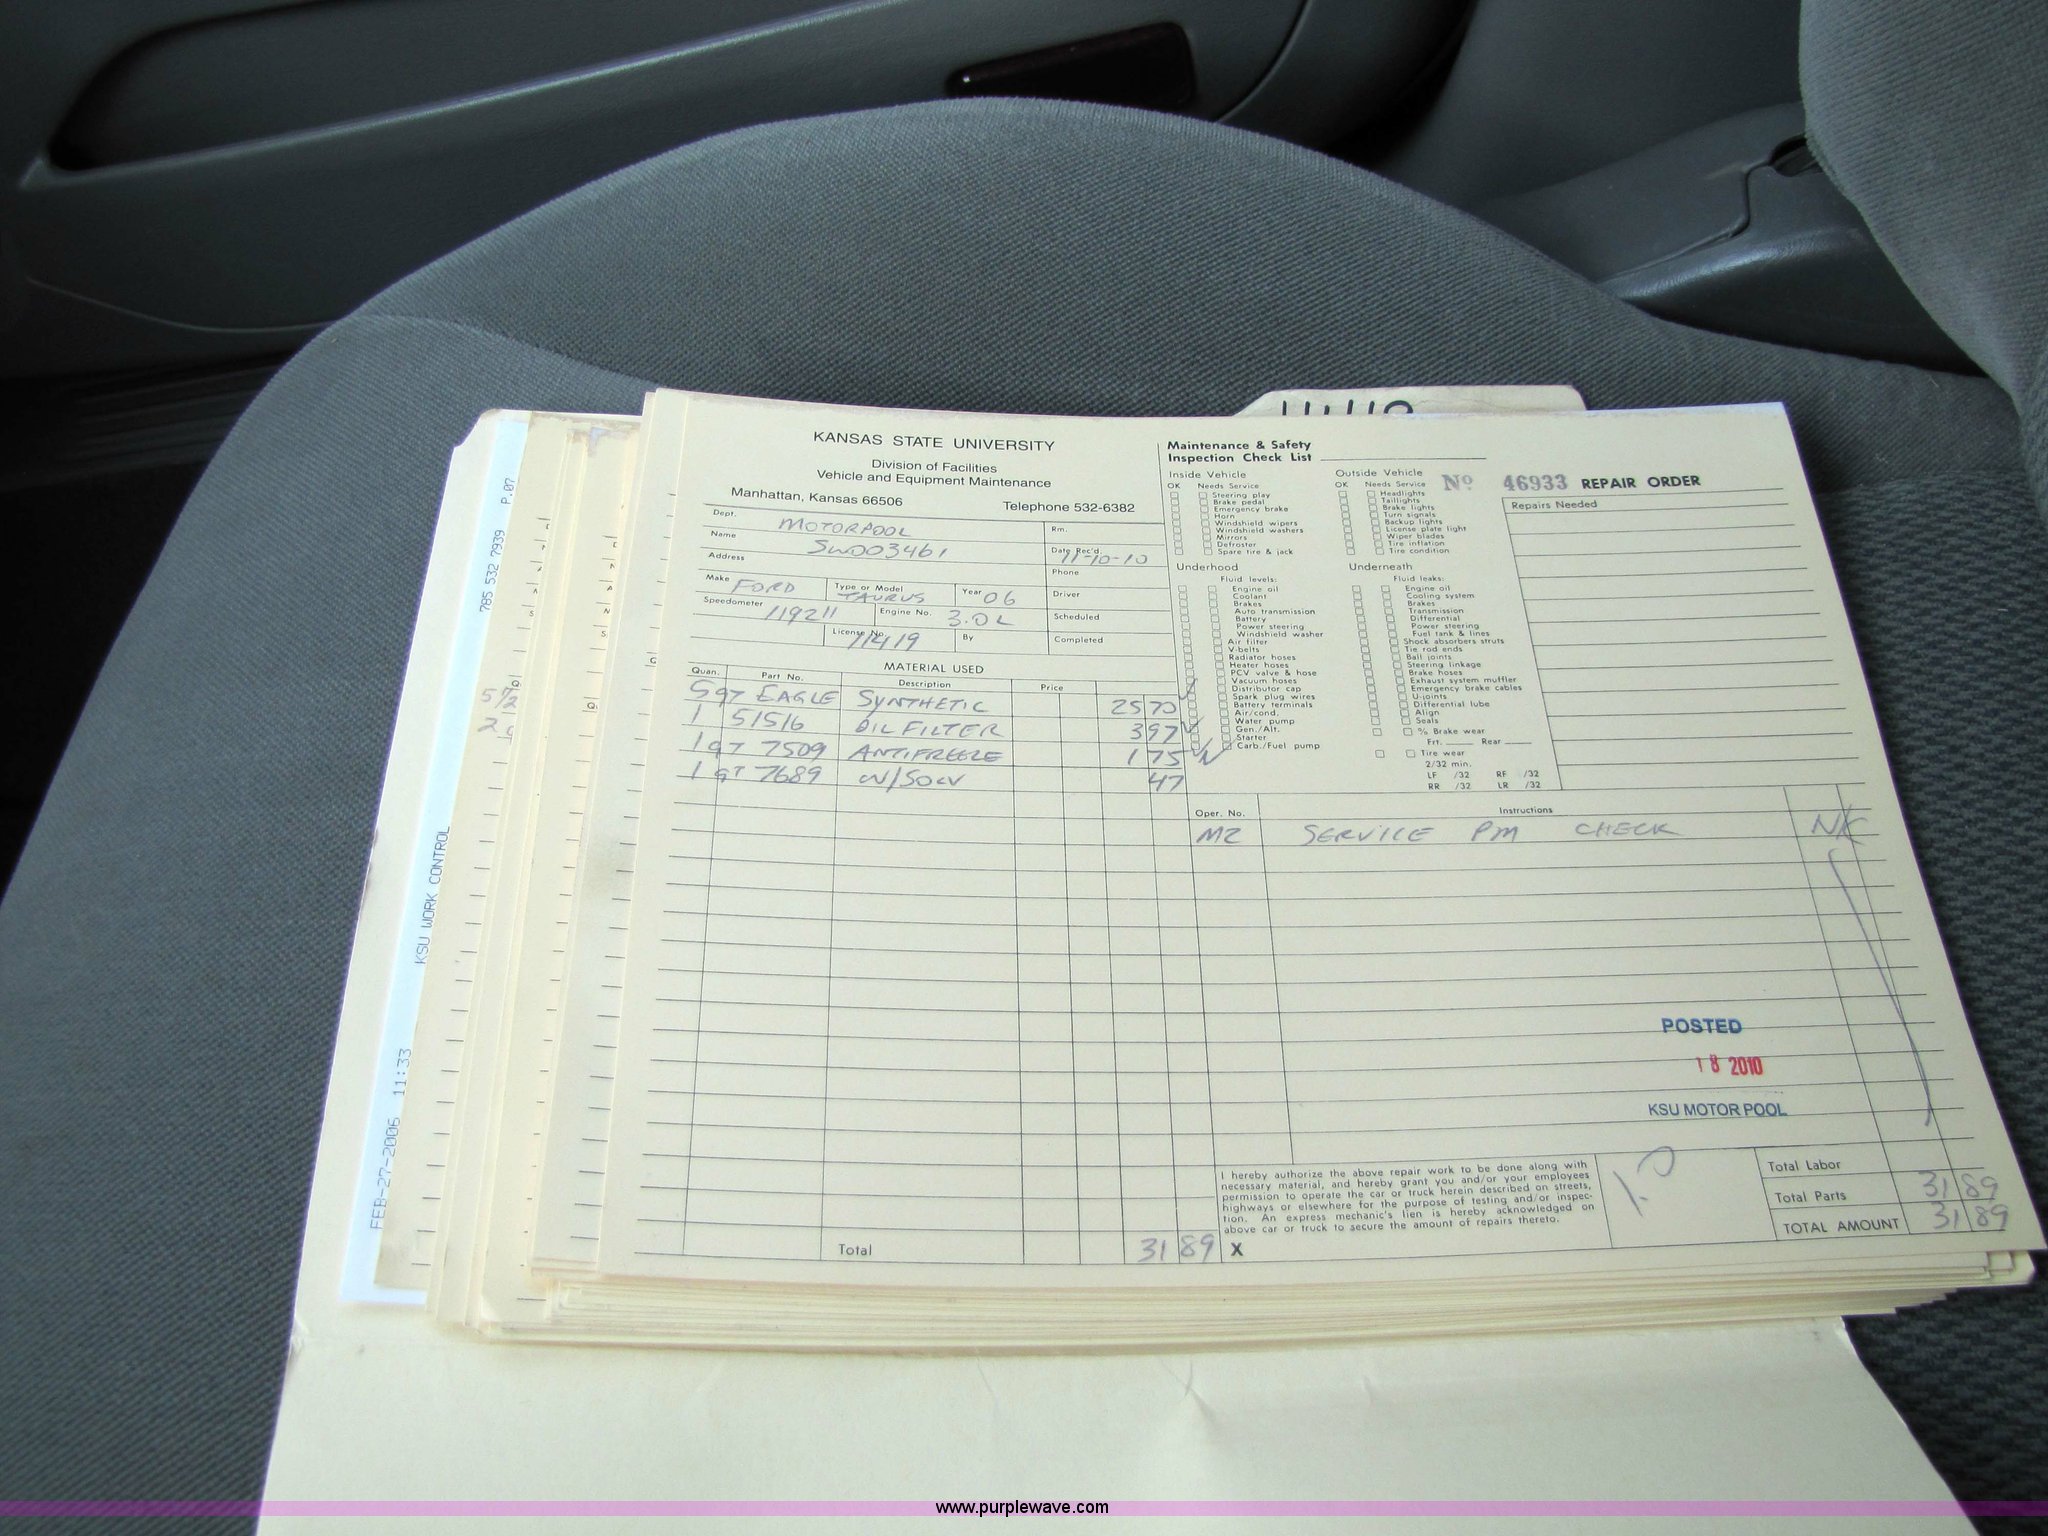 KANSAS STATE UNIVERSITY
Division of Facilities
Vehicle and Equipment Maintenance
Manhattan, Kansas 66506 Telephone 532-6382
Dept. MOTORPOOL Rm.
Name SW003461 Date Rec'd. 11-10-10
Address Phone
Make FORD Type or Model TAURUS Year 06 Driver
Speedometer 119211 Engine No. 3.0L Scheduled
License No. 11419 By Completed
MATERIAL USED
Quan. Part No. Description Price
5 QT EAGLE SYNTHETIC 25 70
1 51516 OIL FILTER 3 97
1 QT 7509 ANTIFREEZE 1 75
1 QT 7689 W/SOLV 47
Total 31 89
Maintenance & Safety
Inspection Check List
Inside Vehicle
OK Needs Service
Steering play
Brake pedal
Emergency brake
Horn
Windshield wipers
Windshield washers
Mirrors
Defroster
Spare tire & jack
Outside Vehicle
OK Needs Service
Headlights
Taillights
Brake lights
Turn signals
Backup lights
License plate light
Wiper blades
Tire inflation
Tire condition
Underhood
Fluid levels:
Engine oil
Coolant
Brakes
Auto transmission
Battery
Power steering
Windshield washer
Air filter
V-belts
Radiator hoses
Heater hoses
PCV valve & hose
Vacuum hoses
Distributor cap
Spark plug wires
Battery terminals
Air/cond.
Water pump
Gen./Alt.
Starter
Carb./Fuel pump
Underneath
Fluid leaks:
Engine oil
Cooling system
Brakes
Transmission
Differential
Power steering
Fuel tank & lines
Shock absorbers struts
Tie rod ends
Ball joints
Steering linkage
Brake hoses
Exhaust system muffler
Emergency brake cables
U-joints
Differential lube
Align
Seals
% Brake wear
Frt. Rear
Tire wear
2/32 min.
LF /32 RF /32
RR /32 LR /32
Nº 46933 REPAIR ORDER
Repairs Needed
Oper. No. Instructions
M2 SERVICE PM CHECK N/C
POSTED
18 2010
KSU MOTOR POOL
I hereby authorize the above repair work to be done along with
necessary material, and hereby grant you and/or your employees
permission to operate the car or truck herein described on streets,
highways or elsewhere for the purpose of testing and/or inspec-
tion. An express mechanic's lien is hereby acknowledged on
above car or truck to secure the amount of repairs thereto.
X
Total Labor
Total Parts 31 89
TOTAL AMOUNT 31 89
FEB-27-2006 11:33 KSU WORK CONTROL 785 532 7939 P.07
www.purplewave.com